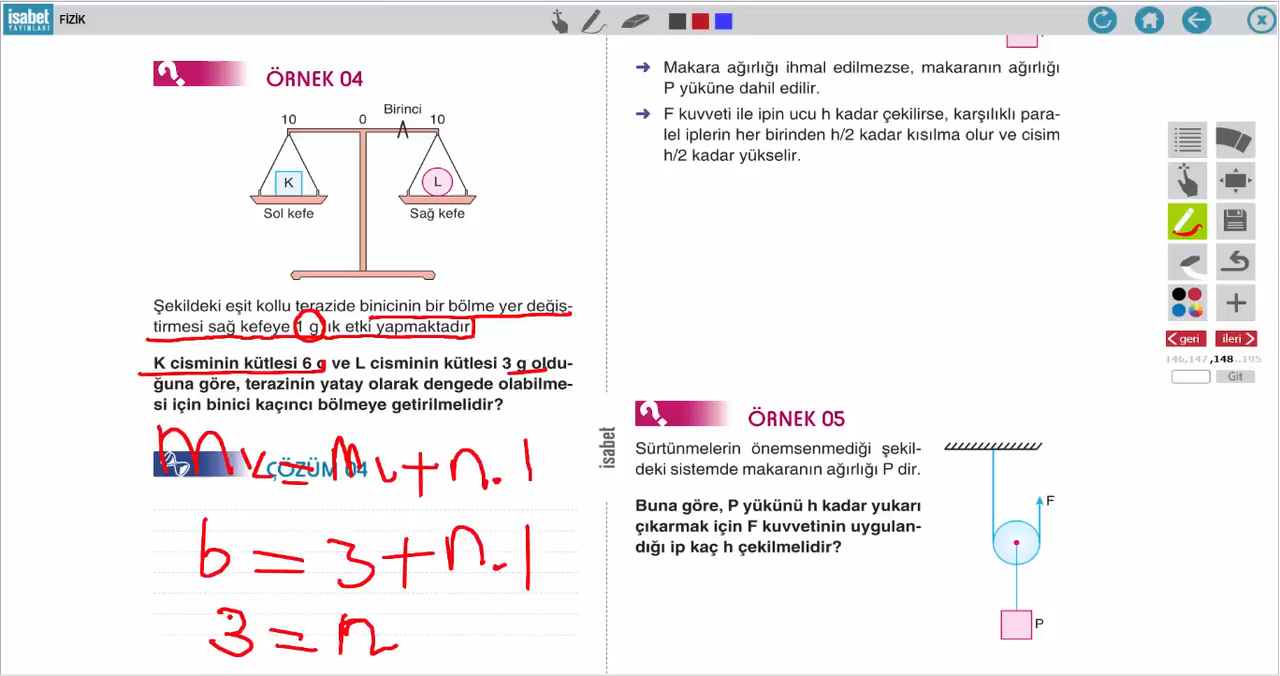 isabet
YAYINLARI
FİZİK
ÖRNEK 04
Birinci
10 0 10
K
L
Sol kefe
Sağ kefe
Şekildeki eşit kollu terazide binicinin bir bölme yer değiş-
tirmesi sağ kefeye 1 g ık etki yapmaktadır
K cisminin kütlesi 6 g ve L cisminin kütlesi 3 g oldu-
ğuna göre, terazinin yatay olarak dengede olabilme-
si için binici kaçıncı bölmeye getirilmelidir?
ÇÖZÜM 04
= m + n.1
6 = 3 + n.1
3 = n
→ Makara ağırlığı ihmal edilmezse, makaranın ağırlığı
P yüküne dahil edilir.
→ F kuvveti ile ipin ucu h kadar çekilirse, karşılıklı para-
lel iplerin her birinden h/2 kadar kısılma olur ve cisim
h/2 kadar yükselir.
isabet
ÖRNEK 05
Sürtünmelerin önemsenmediği şekil-
deki sistemde makaranın ağırlığı P dir.
Buna göre, P yükünü h kadar yukarı
çıkarmak için F kuvvetinin uygulan-
dığı ip kaç h çekilmelidir?
F
P
geri
ileri
146,147,148..195
Git